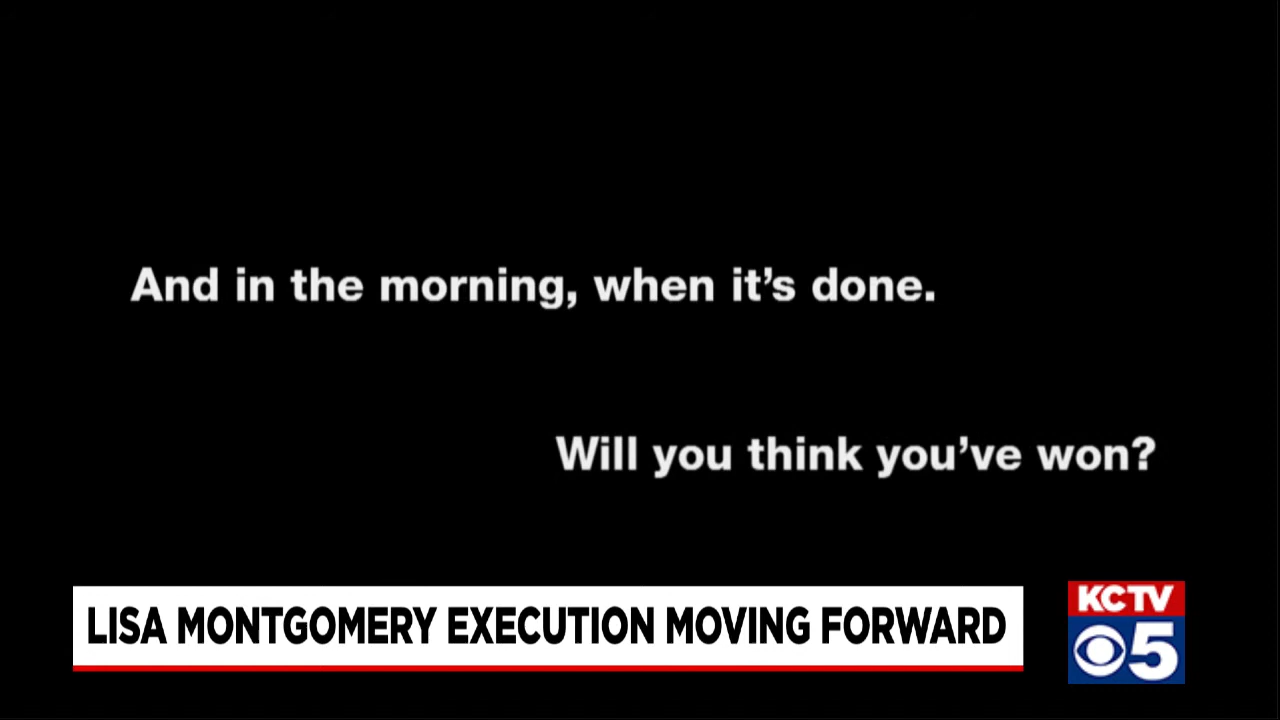 And in the morning, when it’s done.
Will you think you’ve won?
LISA MONTGOMERY EXECUTION MOVING FORWARD
KCTV
5